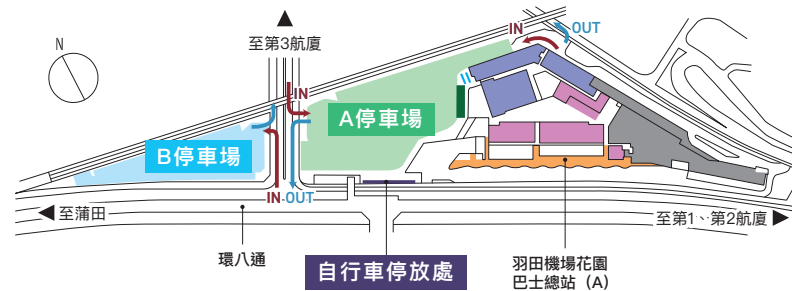 N
至第3航廈
IN
OUT
IN
A停車場
B停車場
IN
OUT
至蒲田
至第1、第2航廈
環八通
自行車停放處
羽田機場花園
巴士總站（A）